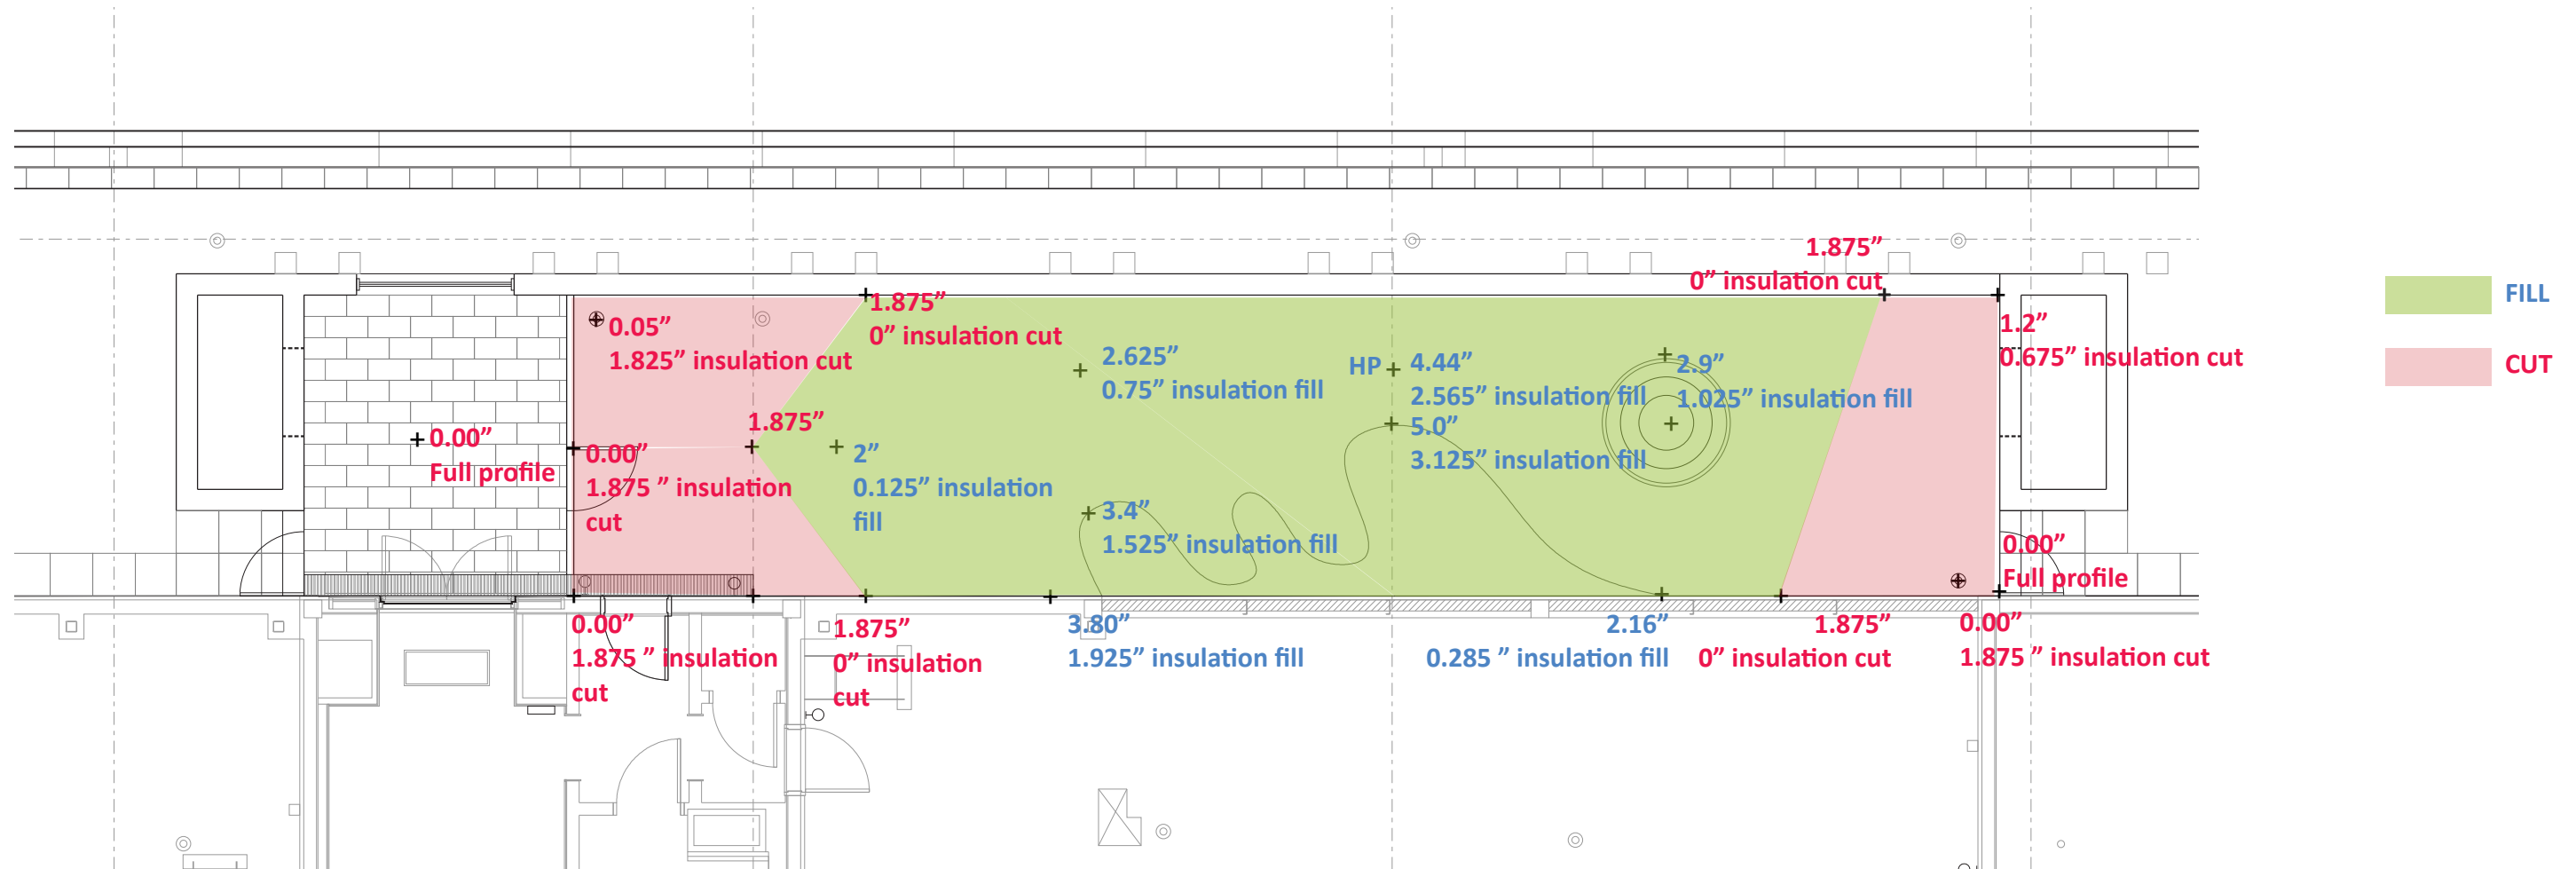 1.875”
0” insulation cut
FILL
CUT
0.05”
1.825” insulation cut
1.875”
0” insulation cut
1.2”
0.675” insulation cut
2.625”
0.75” insulation fill
HP
4.44”
2.565” insulation fill
2.9”
1.025” insulation fill
5.0”
3.125” insulation fill
0.00”
Full profile
0.00”
1.875 ” insulation
cut
1.875”
2”
0.125” insulation
fill
3.4”
1.525” insulation fill
0.00”
Full profile
0.00”
1.875 ” insulation
cut
1.875”
0” insulation
cut
3.80”
1.925” insulation fill
2.16”
0.285 ” insulation fill
1.875”
0” insulation cut
0.00”
1.875 ” insulation cut